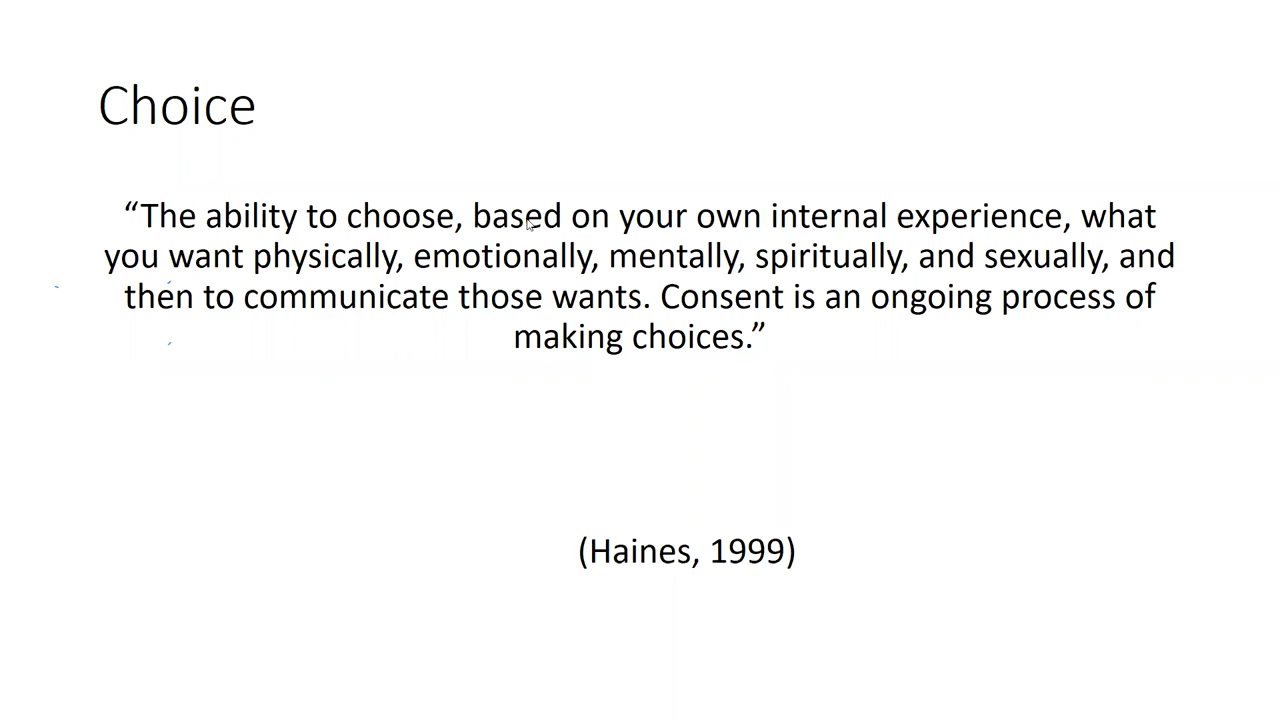 Choice
“The ability to choose, based on your own internal experience, what
you want physically, emotionally, mentally, spiritually, and sexually, and
then to communicate those wants. Consent is an ongoing process of
making choices.”
(Haines, 1999)